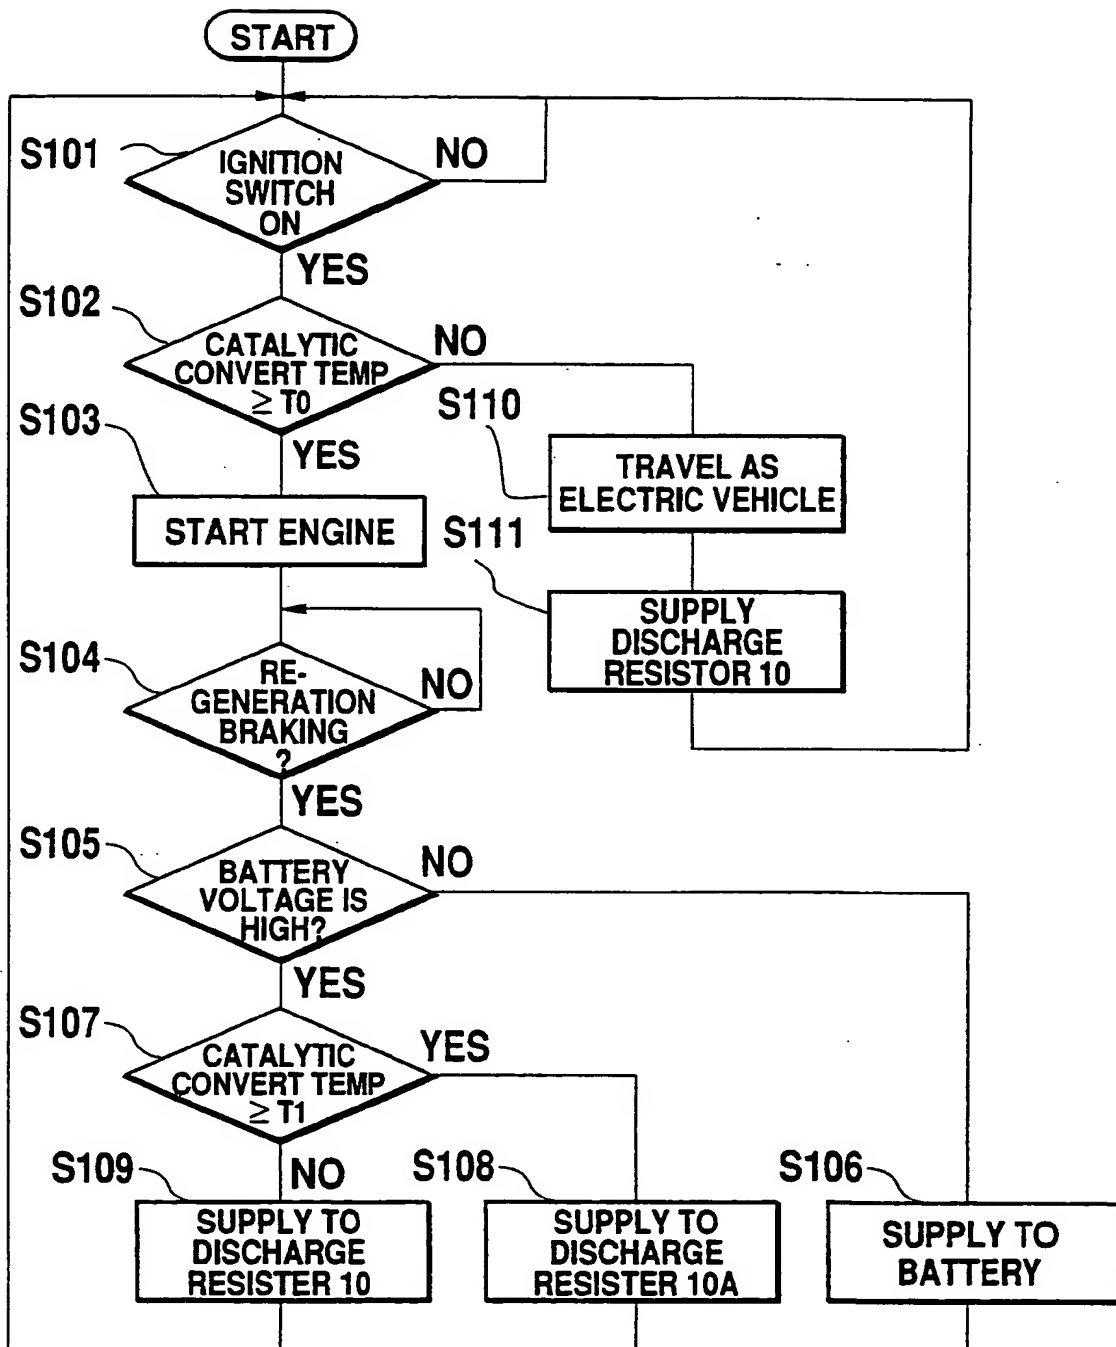 START
S101
IGNITION
SWITCH
ON
NO
YES
S102
CATALYTIC
CONVERT TEMP
≥ T0
NO
YES
S103
START ENGINE
S110
TRAVEL AS
ELECTRIC VEHICLE
S111
SUPPLY
DISCHARGE
RESISTOR 10
S104
RE-
GENERATION
BRAKING
?
NO
YES
S105
BATTERY
VOLTAGE IS
HIGH?
NO
YES
S107
CATALYTIC
CONVERT TEMP
≥ T1
YES
NO
S109
SUPPLY TO
DISCHARGE
RESISTER 10
S108
SUPPLY TO
DISCHARGE
RESISTER 10A
S106
SUPPLY TO
BATTERY